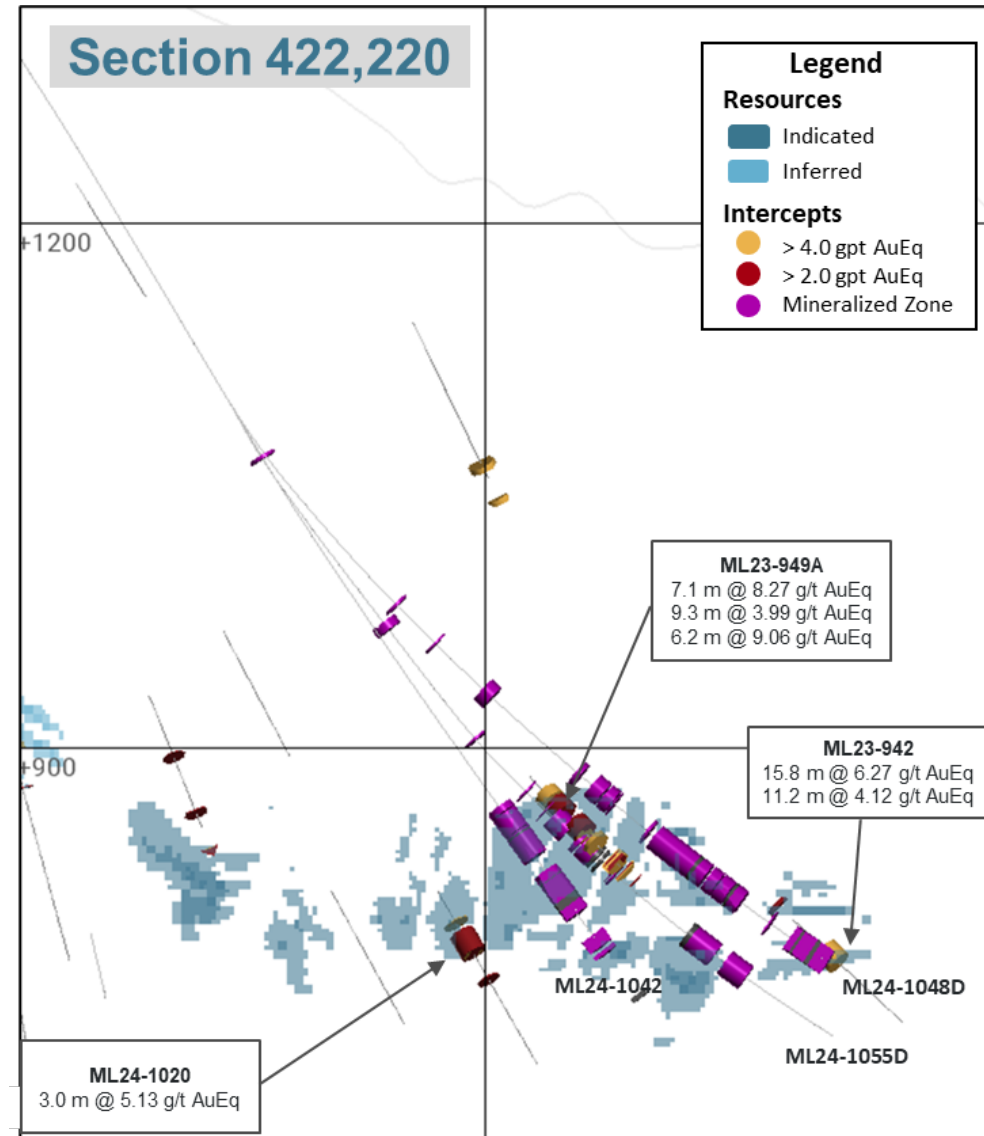 Section 422,220
Legend
Resources
Indicated
Inferred
Intercepts
> 4.0 gpt AuEq
> 2.0 gpt AuEq
Mineralized Zone
+1200
ML23-949A
7.1 m @ 8.27 g/t AuEq
9.3 m @ 3.99 g/t AuEq
6.2 m @ 9.06 g/t AuEq
+900
ML23-942
15.8 m @ 6.27 g/t AuEq
11.2 m @ 4.12 g/t AuEq
ML24-1042
ML24-1048D
ML24-1055D
ML24-1020
3.0 m @ 5.13 g/t AuEq